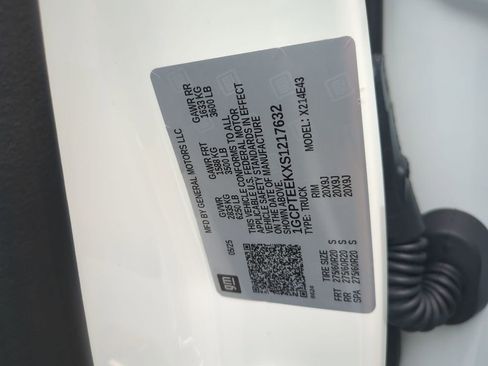 MFD BY GENERAL MOTORS LLC
05/25
GVWR
2835 KG
6250 LB
GAWR FRT
1588 KG
3500 LB
GAWR RR
1633 KG
3600 LB
THIS VEHICLE CONFORMS TO ALL
APPLICABLE U.S. FEDERAL MOTOR
VEHICLE SAFETY STANDARDS IN EFFECT
ON THE DATE OF MANUFACTURE
SHOWN ABOVE.
1GCPTEEKXS1217632
TYPE: TRUCK
MODEL: X214E43
gm
TIRE SIZE
RIM
FRT 275/60R20 S 20X9J
RR 275/60R20 S 20X9J
SPA 275/60R20 S 20X9J